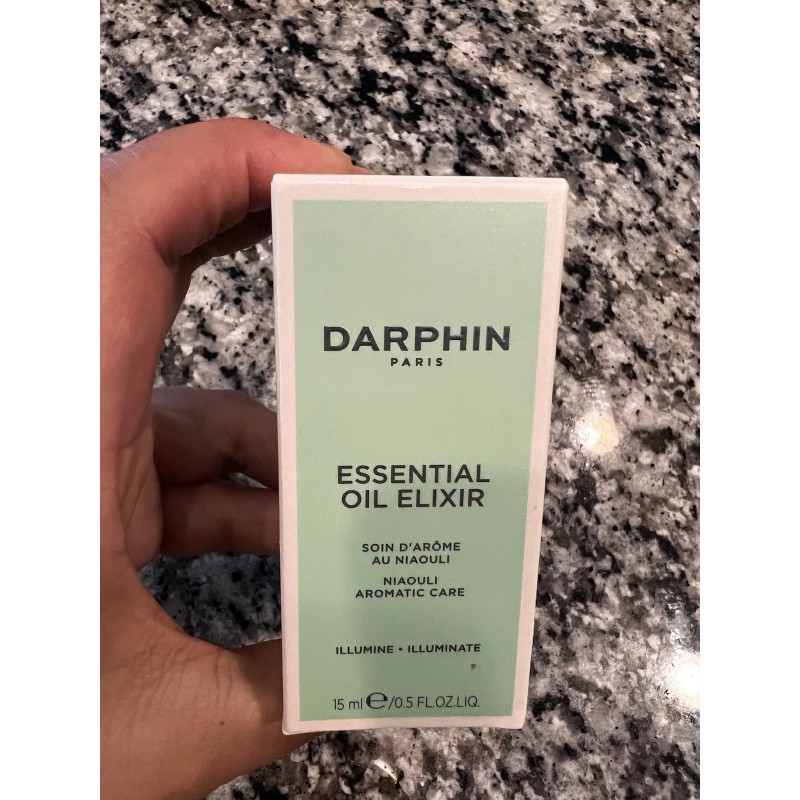 DARPHIN
PARIS
ESSENTIAL
OIL ELIXIR
SOIN D'ARÔME
AU NIAOULI
NIAOULI
AROMATIC CARE
ILLUMINE • ILLUMINATE
15 ml ℮/0.5 FL.OZ.LIQ.